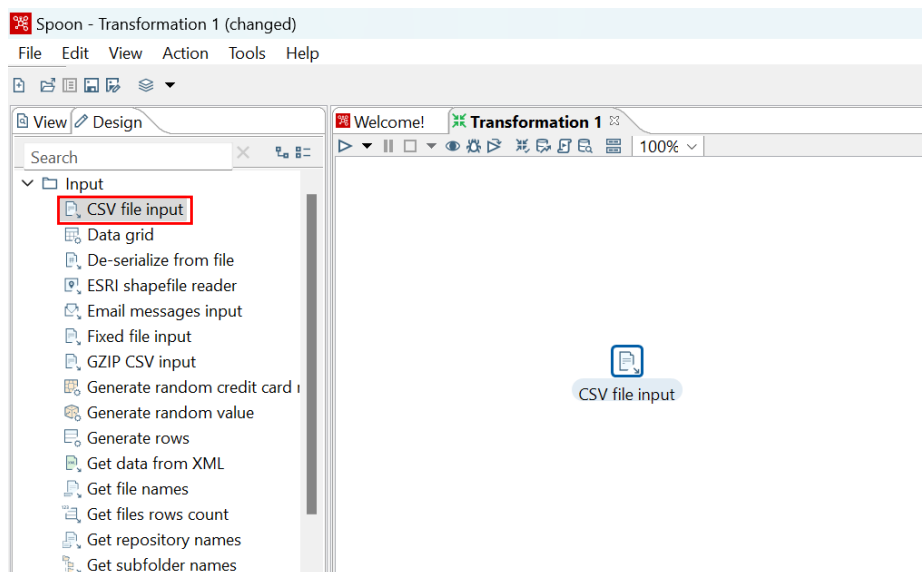 Spoon - Transformation 1 (changed)
File Edit View Action Tools Help
View Design
Welcome! Transformation 1
Search
100%
Input
CSV file input
Data grid
De-serialize from file
ESRI shapefile reader
Email messages input
Fixed file input
GZIP CSV input
Generate random credit card
Generate random value
Generate rows
Get data from XML
Get file names
Get files rows count
Get repository names
Get subfolder names
CSV file input